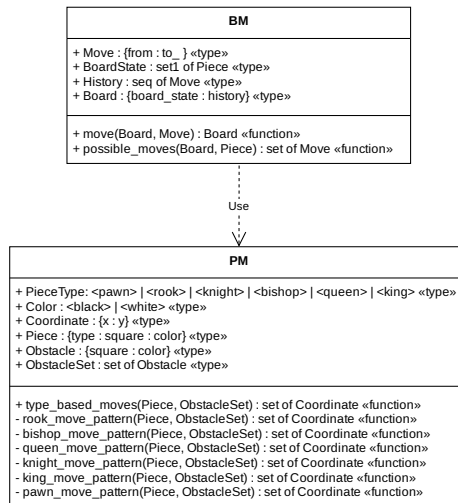 BM
+ Move : {from : to_ } «type»
+ BoardState : set1 of Piece «type»
+ History : seq of Move «type»
+ Board : {board_state : history} «type»
+ move(Board, Move) : Board «function»
+ possible_moves(Board, Piece) : set of Move «function»
Use
PM
+ PieceType: <pawn> | <rook> | <knight> | <bishop> | <queen> | <king> «type»
+ Color : <black> | <white> «type»
+ Coordinate : {x : y} «type»
+ Piece : {type : square : color} «type»
+ Obstacle : {square : color} «type»
+ ObstacleSet : set of Obstacle «type»
+ type_based_moves(Piece, ObstacleSet) : set of Coordinate «function»
- rook_move_pattern(Piece, ObstacleSet) : set of Coordinate «function»
- bishop_move_pattern(Piece, ObstacleSet) : set of Coordinate «function»
- queen_move_pattern(Piece, ObstacleSet) : set of Coordinate «function»
- knight_move_pattern(Piece, ObstacleSet) : set of Coordinate «function»
- king_move_pattern(Piece, ObstacleSet) : set of Coordinate «function»
- pawn_move_pattern(Piece, ObstacleSet) : set of Coordinate «function»